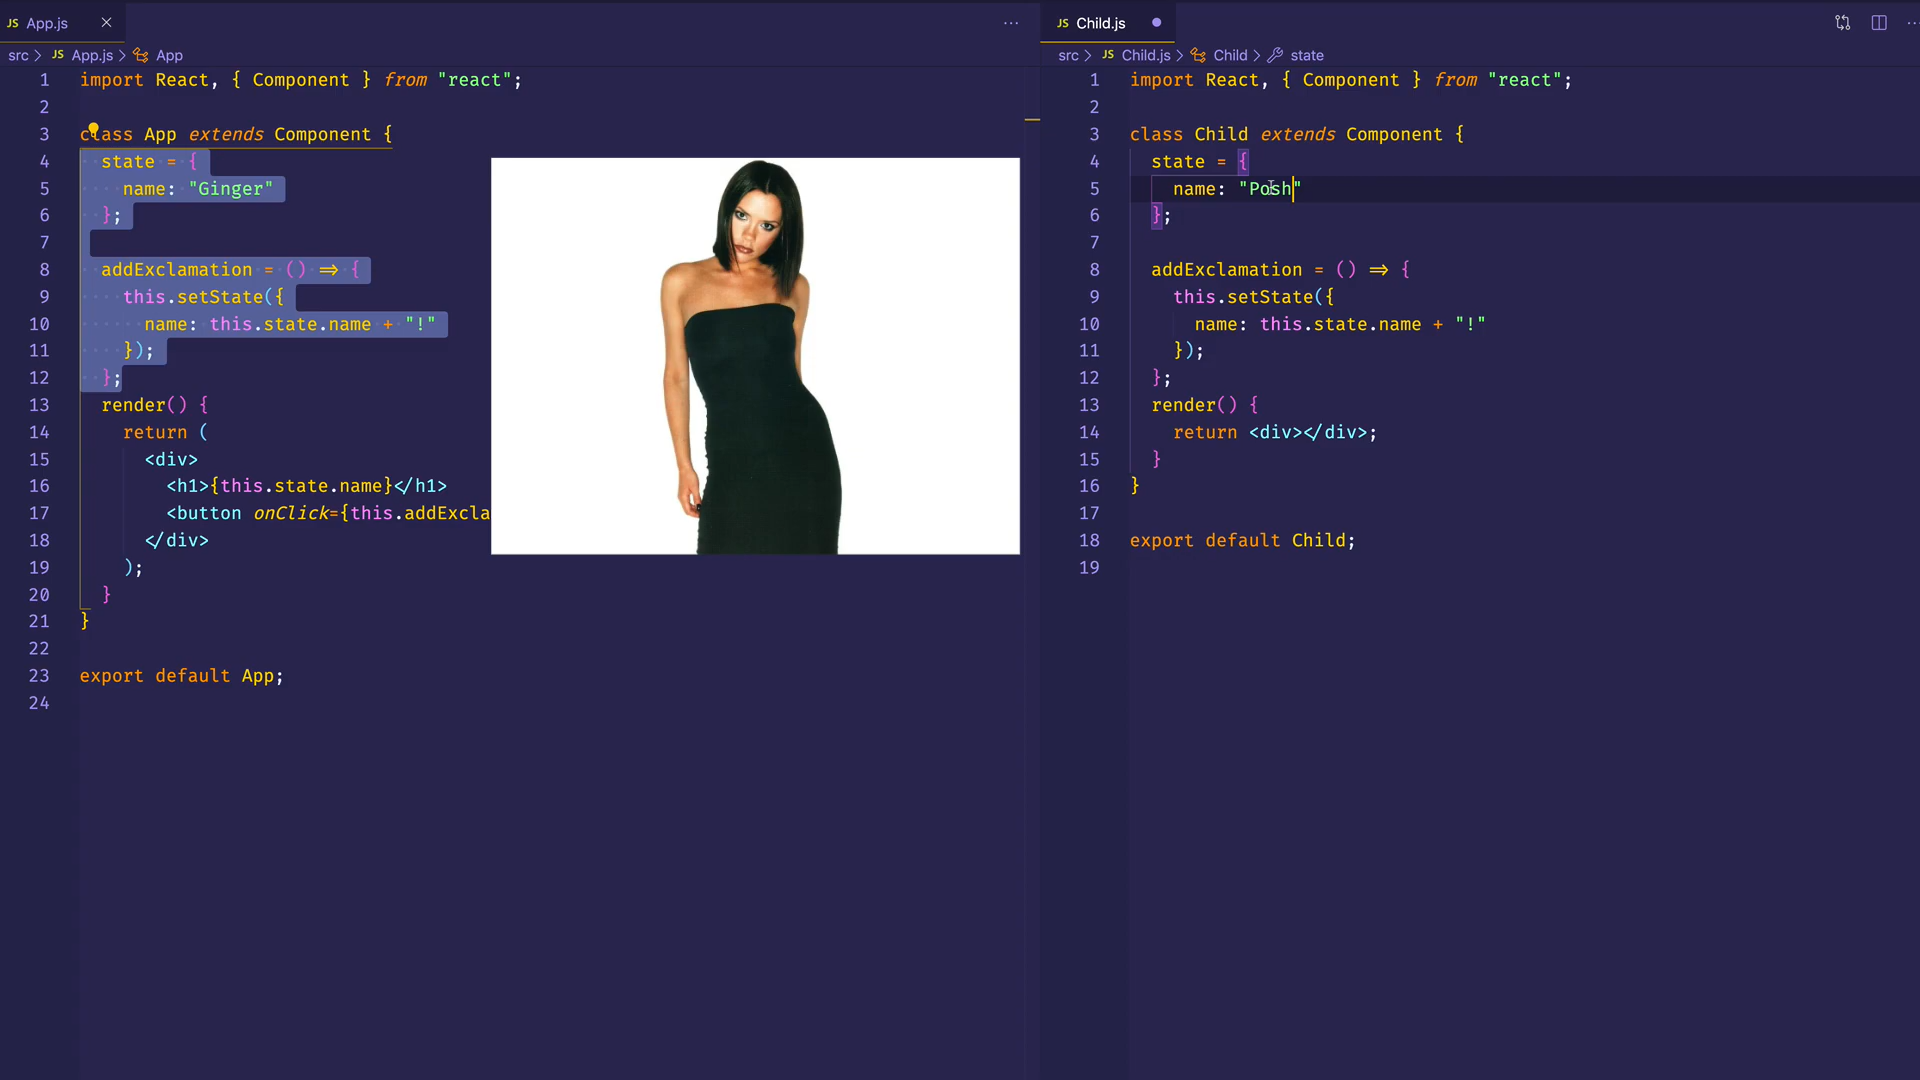 JS App.js ×
src > JS App.js > App
1 import React, { Component } from "react";
2
3 class App extends Component {
4 state = {
5 name: "Ginger"
6 };
7
8 addExclamation = () => {
9 this.setState({
10 name: this.state.name + "!"
11 });
12 };
13 render() {
14 return (
15 <div>
16 <h1>{this.state.name}</h1>
17 <button onClick={this.addExcla
18 </div>
19 );
20 }
21 }
22
23 export default App;
24
JS Child.js
src > JS Child.js > Child > state
1 import React, { Component } from "react";
2
3 class Child extends Component {
4 state = {
5 name: "Posh"
6 };
7
8 addExclamation = () => {
9 this.setState({
10 name: this.state.name + "!"
11 });
12 };
13 render() {
14 return <div></div>;
15 }
16 }
17
18 export default Child;
19